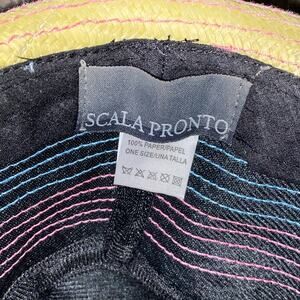 SCALA PRONTO
100% PAPER/PAPEL
ONE SIZE/UNA TALLA